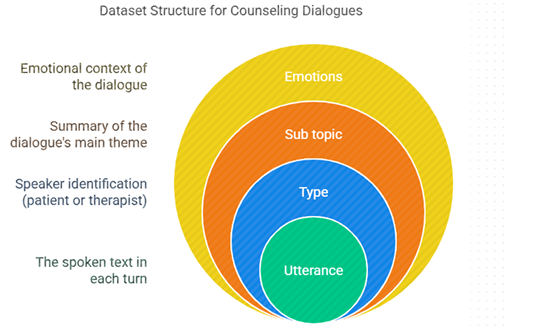 Dataset Structure for Counseling Dialogues
Emotional context of
the dialogue
Emotions
Summary of the
dialogue's main theme
Sub topic
Speaker identification
(patient or therapist)
Type
The spoken text in
each turn
Utterance